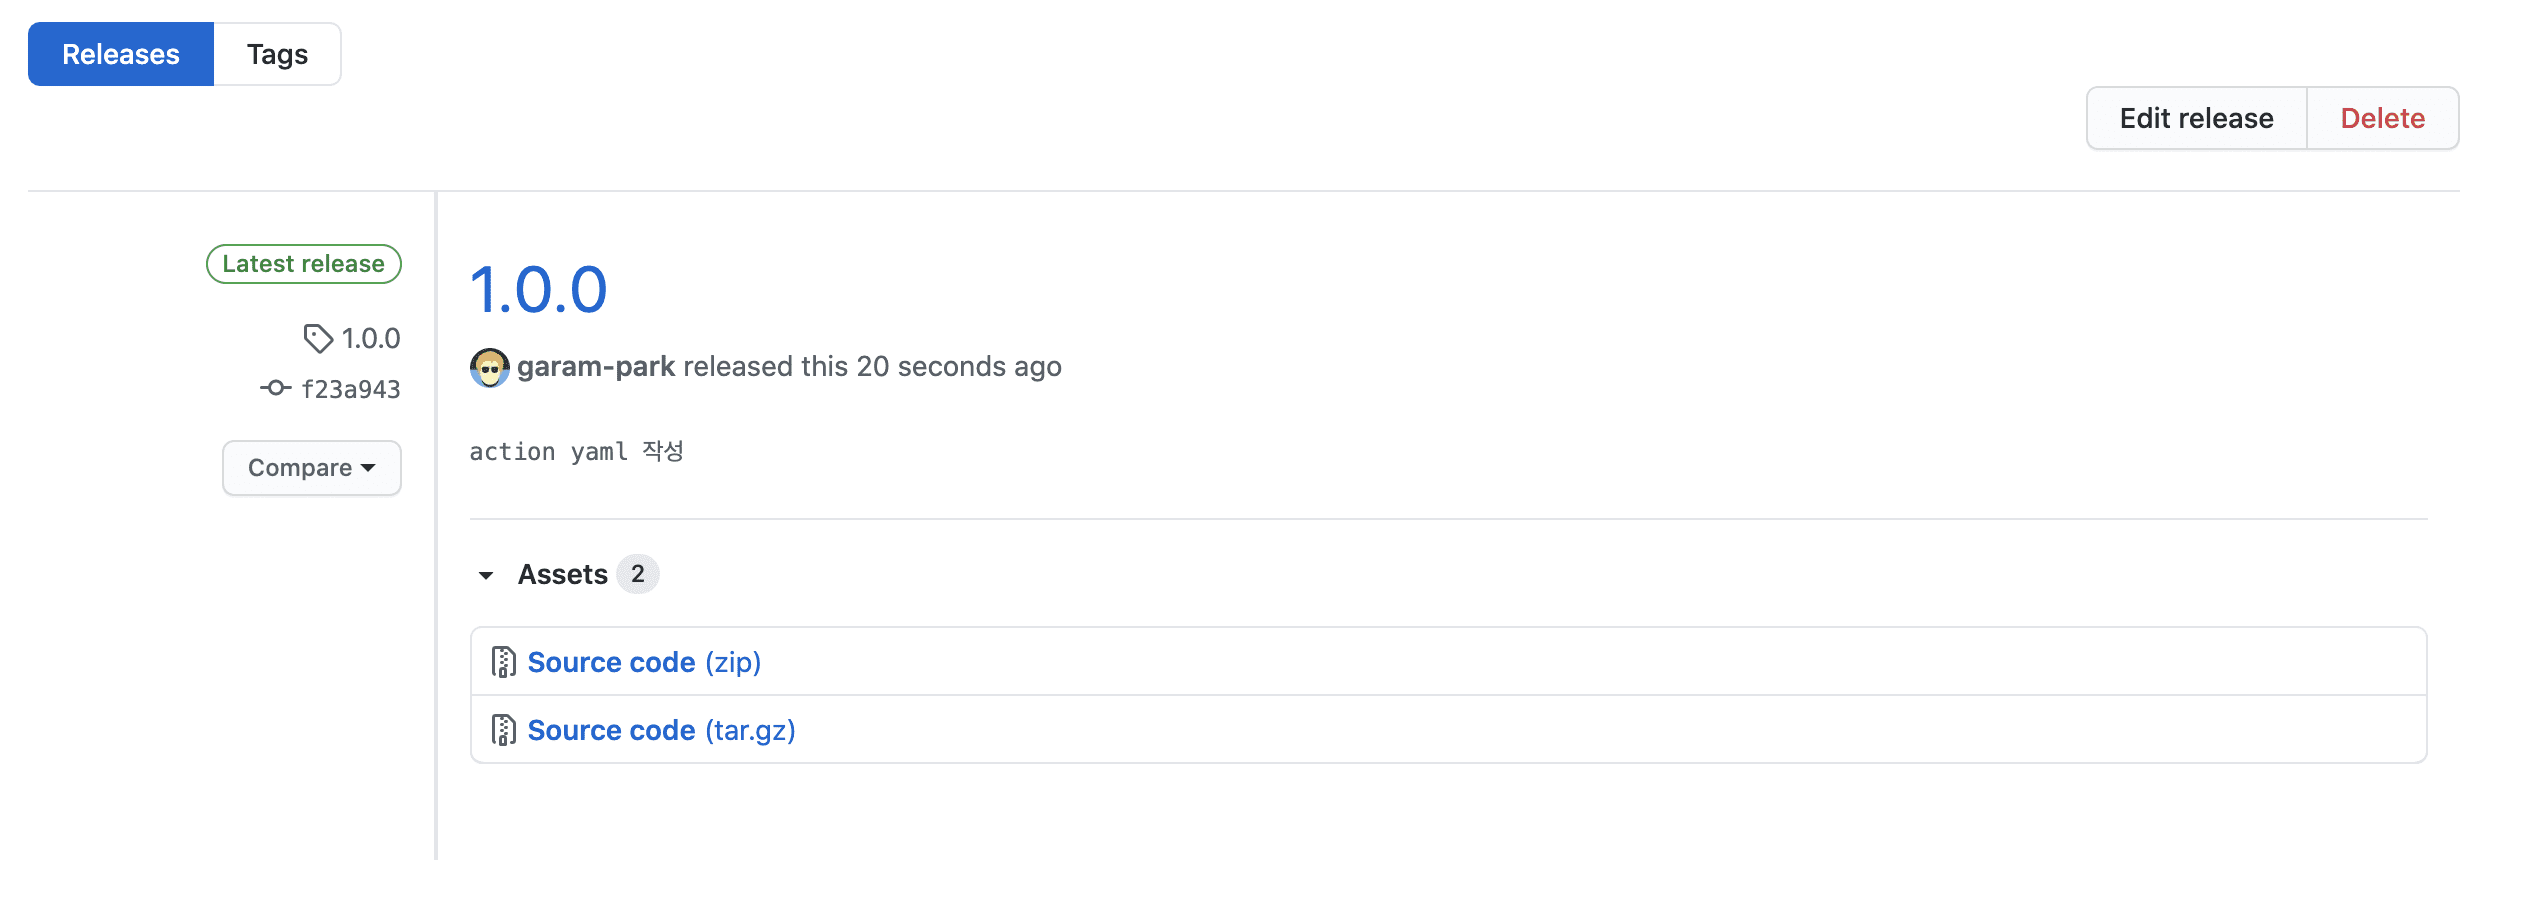 Releases Tags
Edit release Delete
Latest release
1.0.0
f23a943
Compare
1.0.0
garam-park released this 20 seconds ago
action yaml 작성
Assets 2
Source code (zip)
Source code (tar.gz)